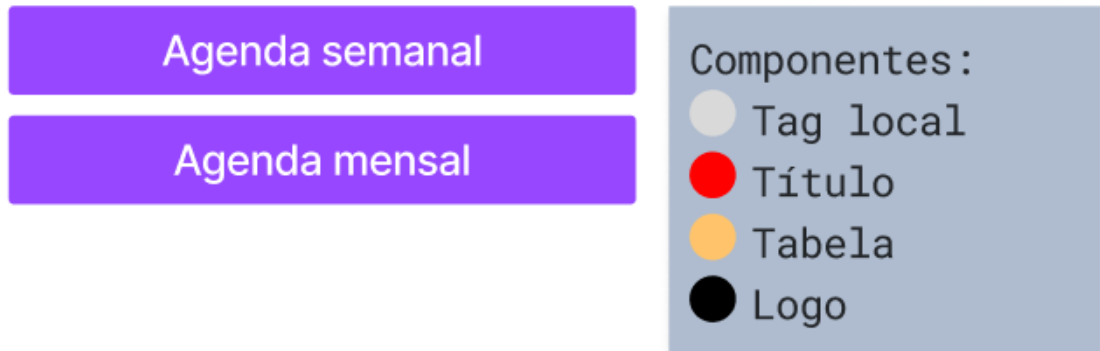 Agenda semanal
Agenda mensal
Componentes:
Tag local
Título
Tabela
Logo